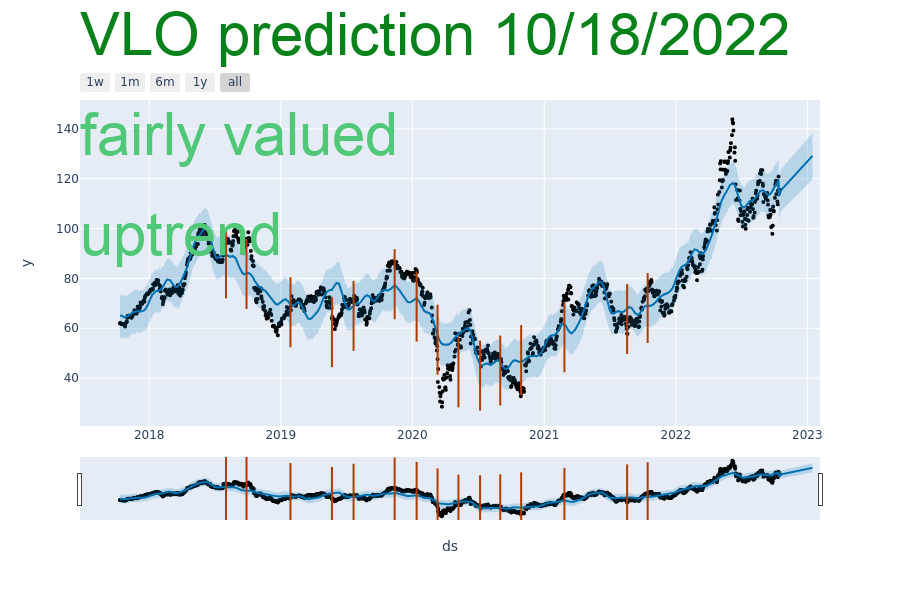 VLO prediction 10/18/2022
1w 1m 6m 1y all
fairly valued
uptrend
140
120
100
80
60
40
y
2018 2019 2020 2021 2022 2023
ds